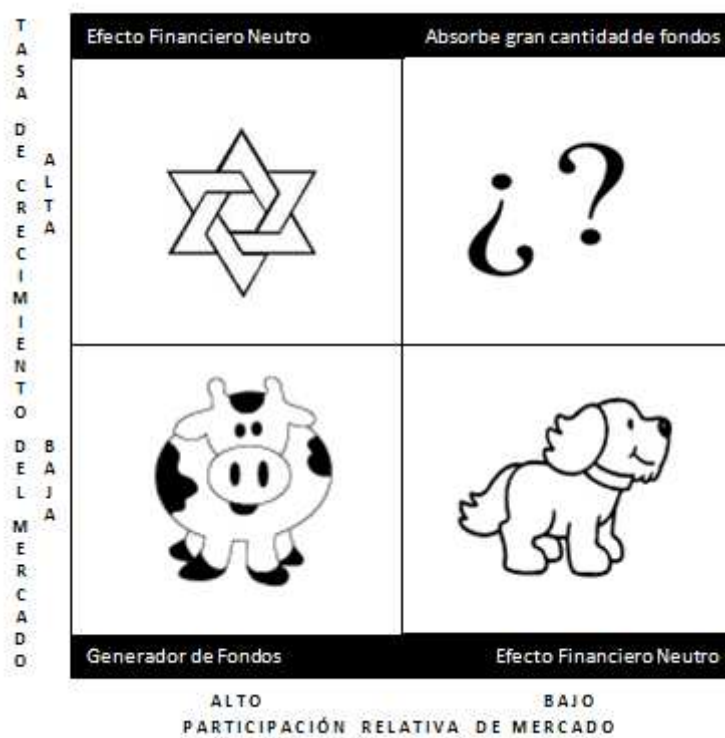 TASA DE CRECIMIENTO DEL MERCADO
ALTA
BAJA
Efecto Financiero Neutro
Absorbe gran cantidad de fondos
¿?
Generador de Fondos
Efecto Financiero Neutro
ALTO
BAJO
PARTICIPACIÓN RELATIVA DE MERCADO